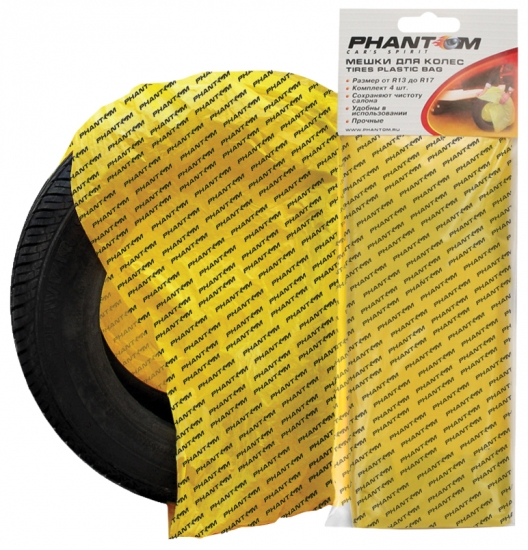 PHANTOM
CAR'S SPIRIT
МЕШКИ ДЛЯ КОЛЕС
TIRES PLASTIC BAG
• Размер от R13 до R17
• Комплект 4 шт.
• Сохраняют чистоту
салона
• Удобны в
использовании
• Прочные
WWW.PHANTOM.RU
PHANTOM